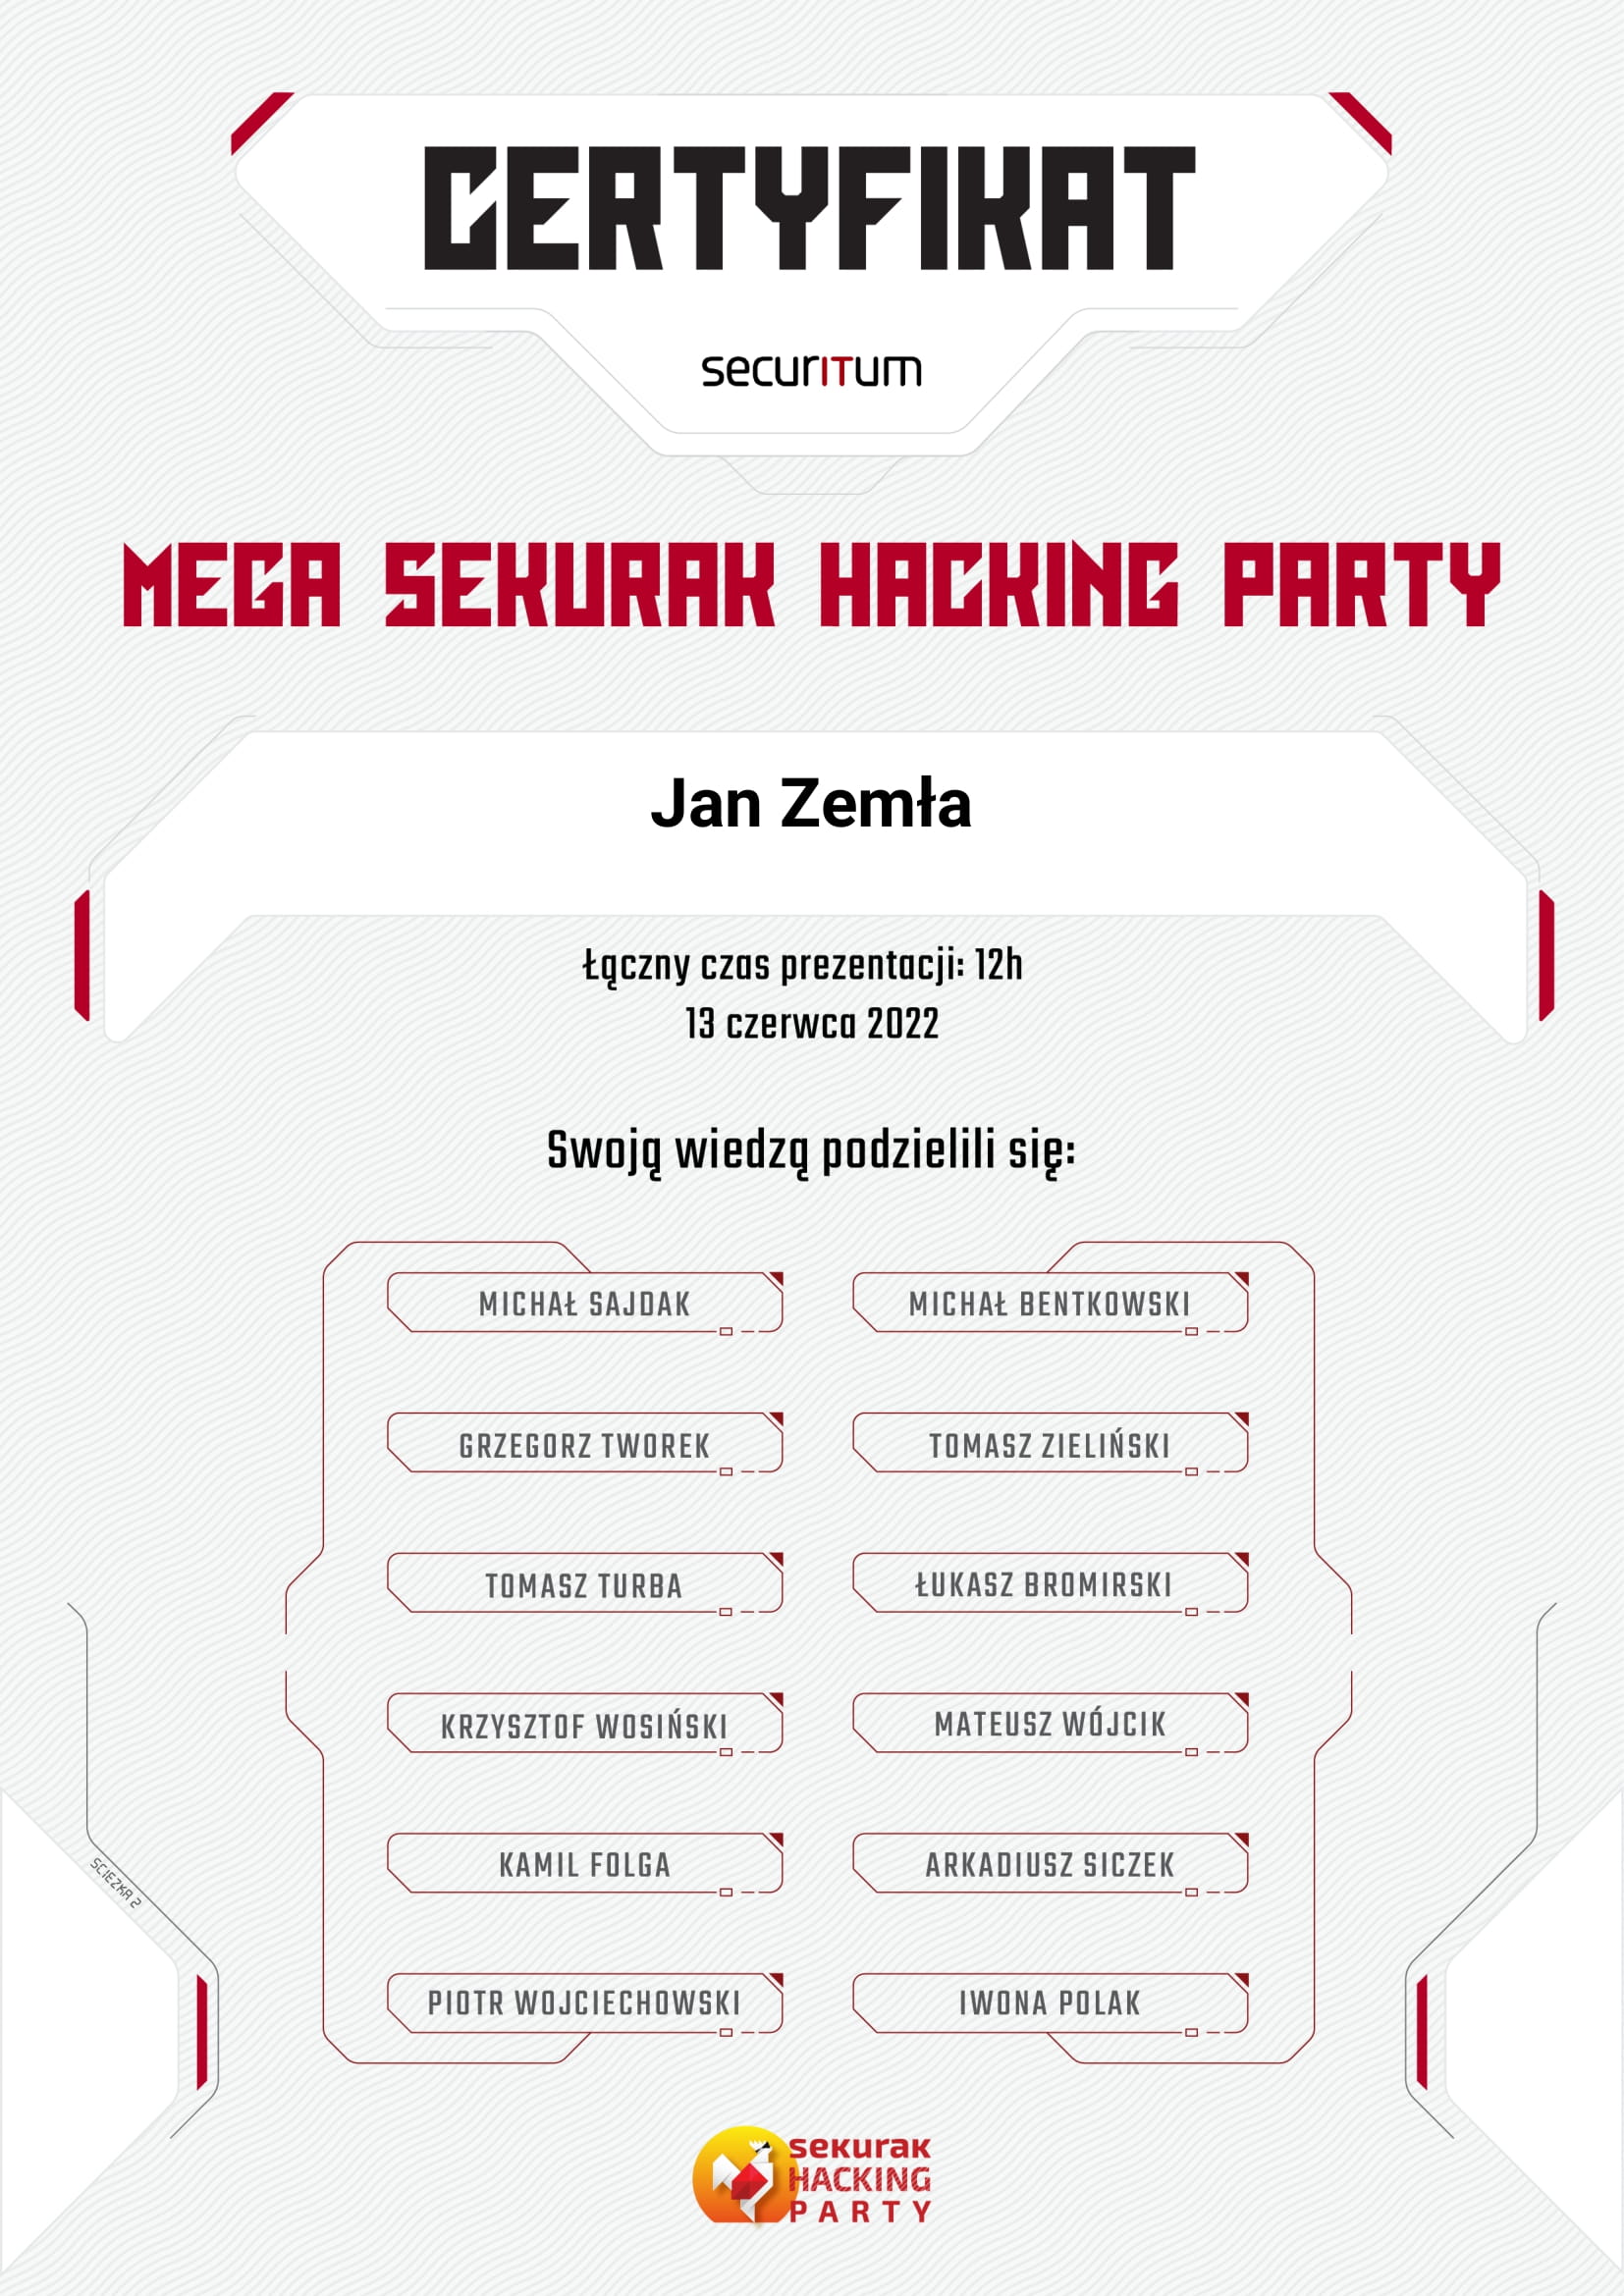 CERTYFIKAT
securITum
MEGA SEKURAK HACKING PARTY
Jan Zemła
Łączny czas prezentacji: 12h
13 czerwca 2022
Swoją wiedzą podzielili się:
MICHAŁ SAJDAK
MICHAŁ BENTKOWSKI
GRZEGORZ TWOREK
TOMASZ ZIELIŃSKI
TOMASZ TURBA
ŁUKASZ BROMIRSKI
KRZYSZTOF WOSIŃSKI
MATEUSZ WÓJCIK
KAMIL FOLGA
ARKADIUSZ SICZEK
PIOTR WOJCIECHOWSKI
IWONA POLAK
SCIEZKA 2
sekurak
HACKING
PARTY